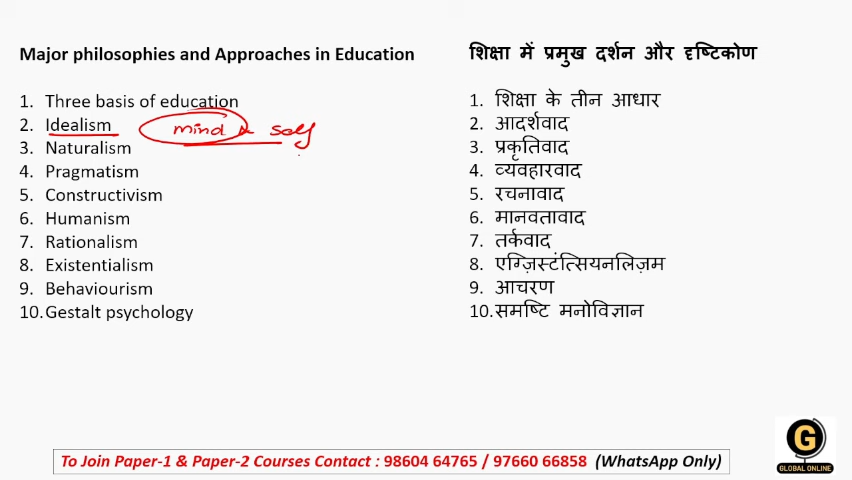 Major philosophies and Approaches in Education
1. Three basis of education
2. Idealism mind & self
3. Naturalism
4. Pragmatism
5. Constructivism
6. Humanism
7. Rationalism
8. Existentialism
9. Behaviourism
10. Gestalt psychology
शिक्षा में प्रमुख दर्शन और दृष्टिकोण
1. शिक्षा के तीन आधार
2. आदर्शवाद
3. प्रकृतिवाद
4. व्यवहारवाद
5. रचनावाद
6. मानवतावाद
7. तर्कवाद
8. एग्ज़िस्टंत्सियनलिज़म
9. आचरण
10. समष्टि मनोविज्ञान
To Join Paper-1 & Paper-2 Courses Contact : 98604 64765 / 97660 66858 (WhatsApp Only)
G
GLOBAL ONLINE